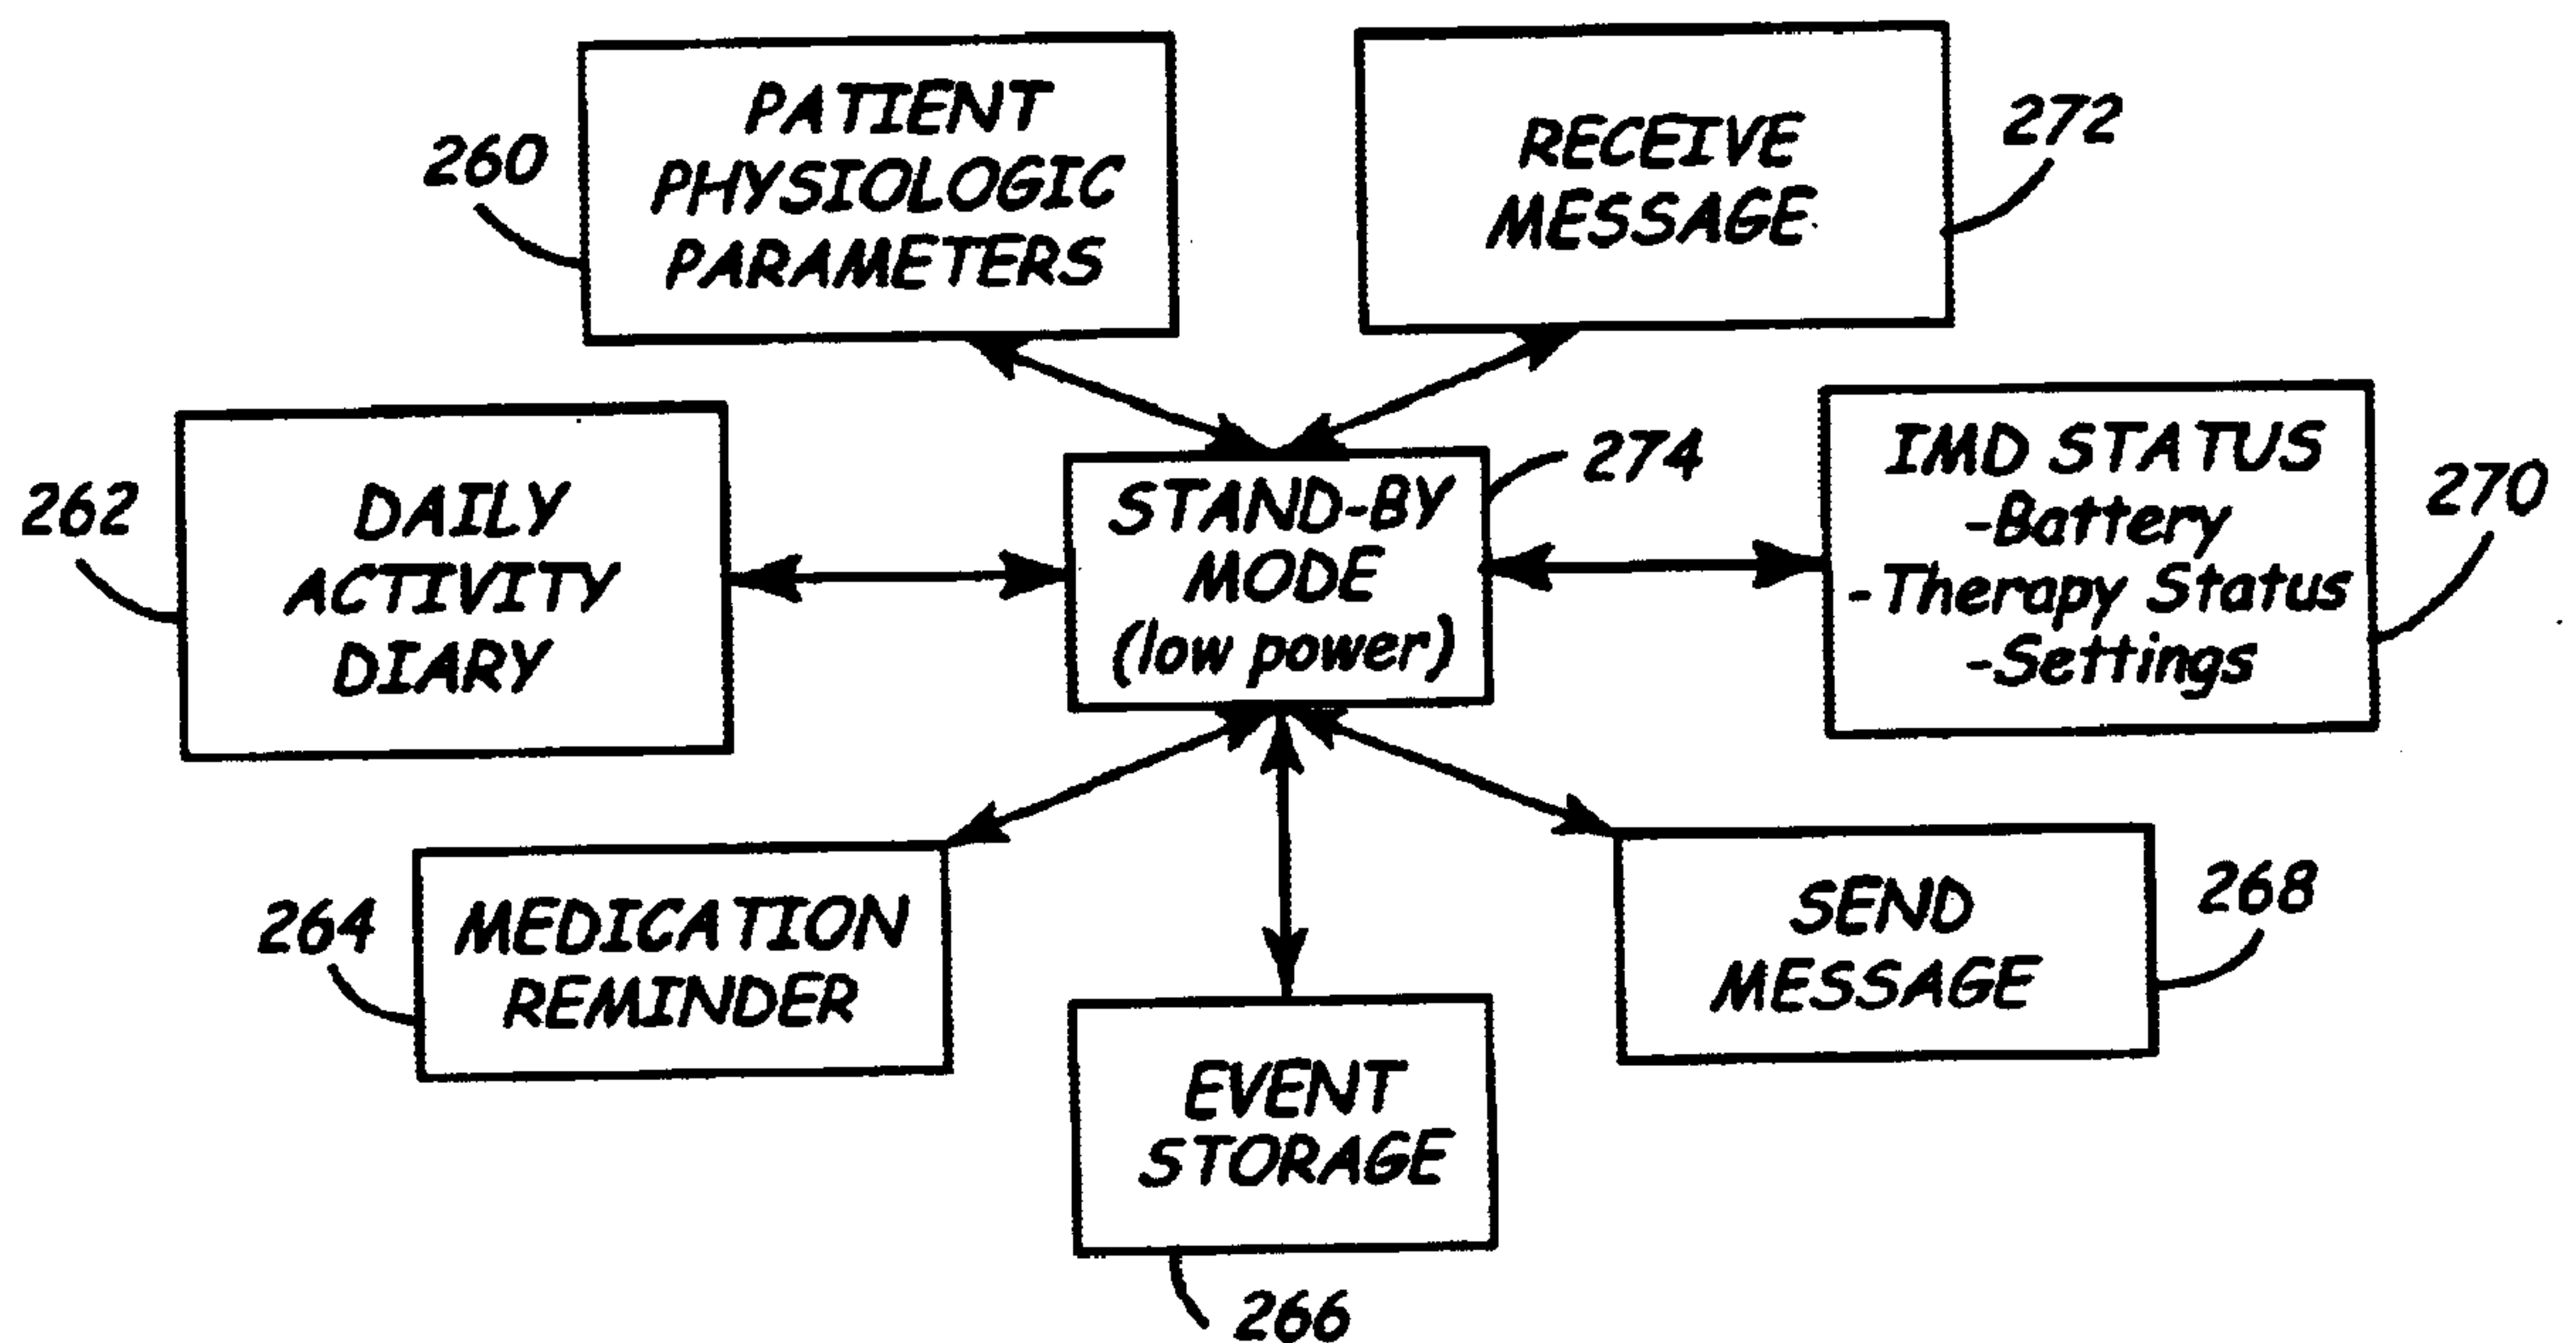 260
PATIENT
PHYSIOLOGIC
PARAMETERS
RECEIVE
MESSAGE
272
262
DAILY
ACTIVITY
DIARY
STAND-BY
MODE
(low power)
274
IMD STATUS
-Battery
-Therapy Status
-Settings
270
264
MEDICATION
REMINDER
EVENT
STORAGE
266
SEND
MESSAGE
268